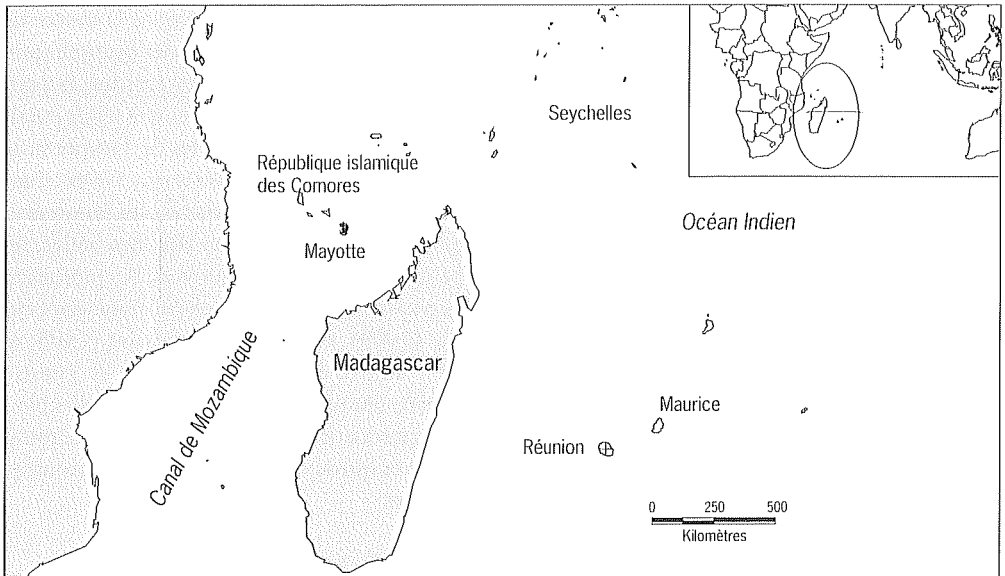 Seychelles
République islamique
des Comores
Océan Indien
Mayotte
Canal de Mozambique
Madagascar
Maurice
Réunion
0 250 500
Kilomètres